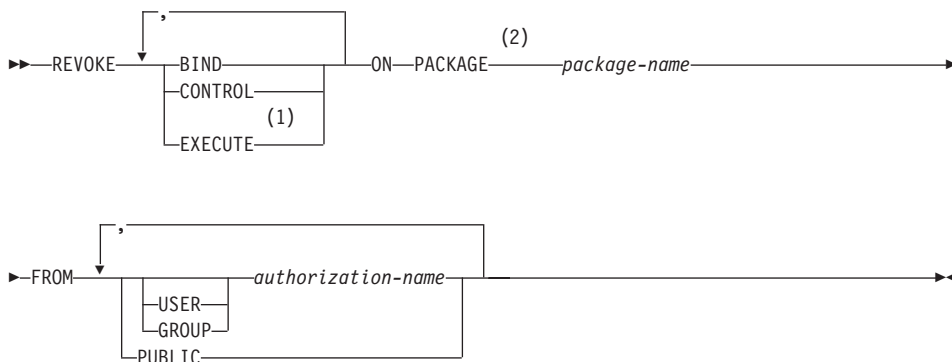 ,
(2)
REVOKE BIND ON PACKAGE package-name
CONTROL
(1)
EXECUTE
,
FROM authorization-name
USER
GROUP
PUBLIC